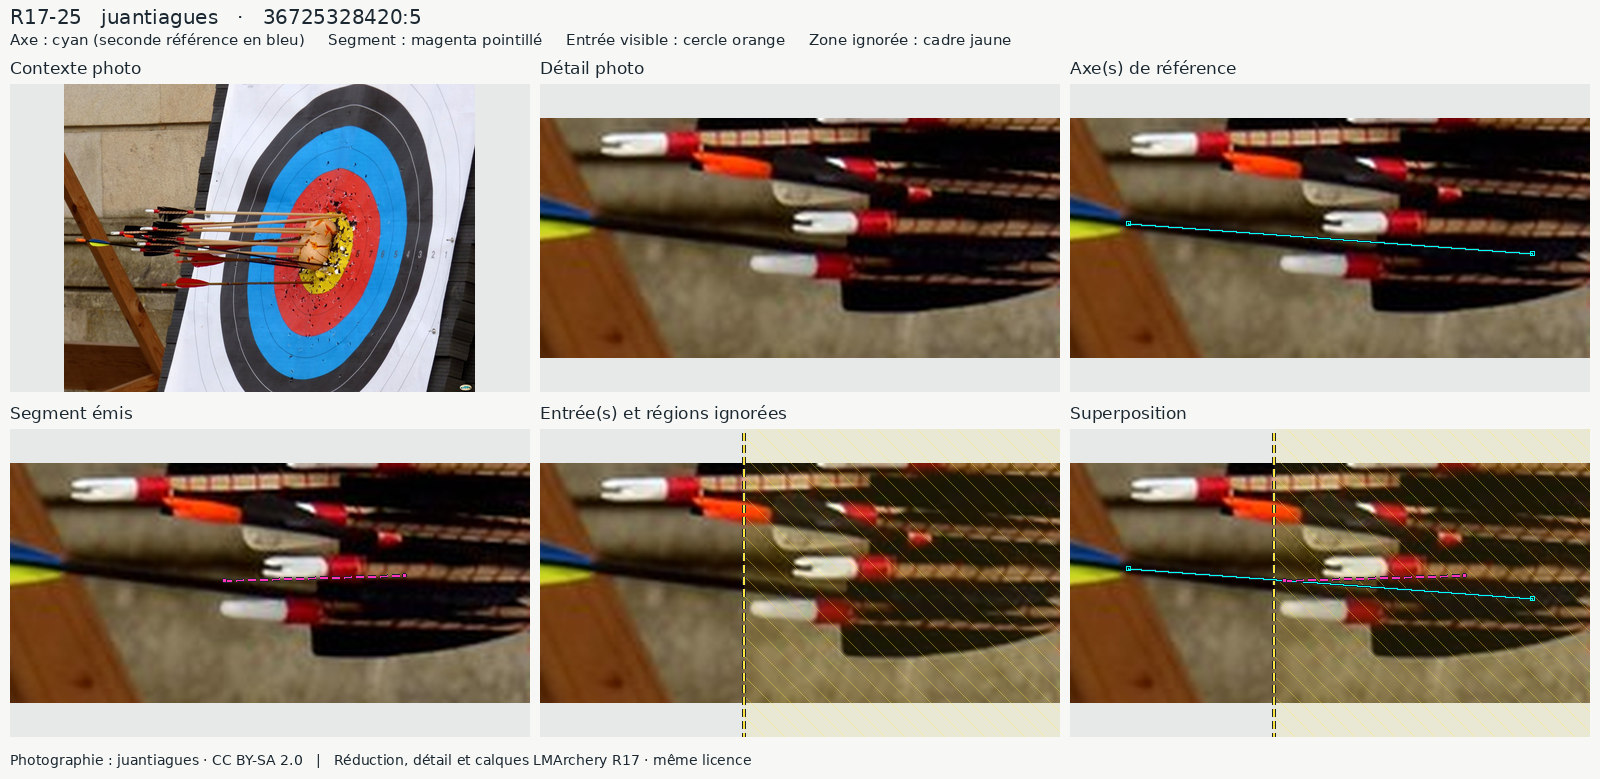 R17-25 juantiagues · 36725328420:5
Axe : cyan (seconde référence en bleu) Segment : magenta pointillé Entrée visible : cercle orange Zone ignorée : cadre jaune
Contexte photo
Détail photo
Axe(s) de référence
Segment émis
Entrée(s) et régions ignorées
Superposition
Photographie : juantiagues · CC BY-SA 2.0 | Réduction, détail et calques LMArchery R17 · même licence